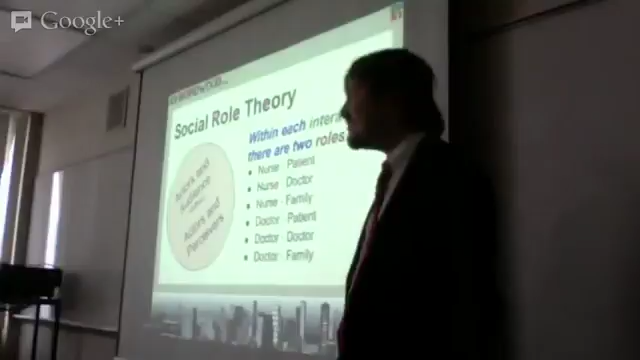 Google+
Social Role Theory
Within each
there are two roles
Actors and
Audience
Actors and
Perceivers
Nurse Patient
Nurse Doctor
Nurse Family
Doctor Patient
Doctor Doctor
Doctor Family